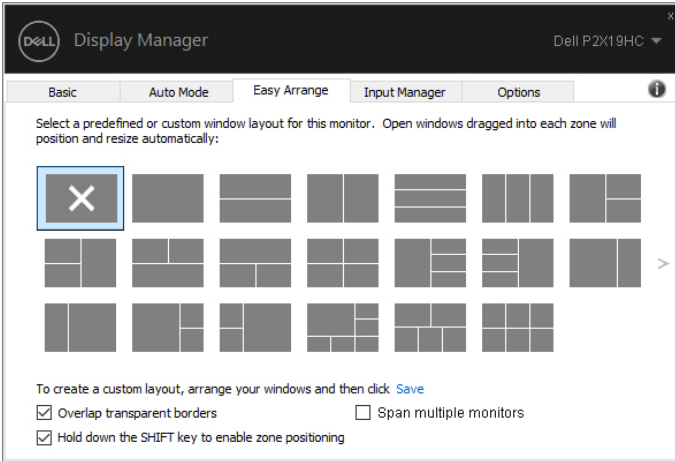 x
DELL Display Manager
Dell P2X19HC
Basic Auto Mode Easy Arrange Input Manager Options
Select a predefined or custom window layout for this monitor. Open windows dragged into each zone will
position and resize automatically:
To create a custom layout, arrange your windows and then click Save
Overlap transparent borders
Span multiple monitors
Hold down the SHIFT key to enable zone positioning